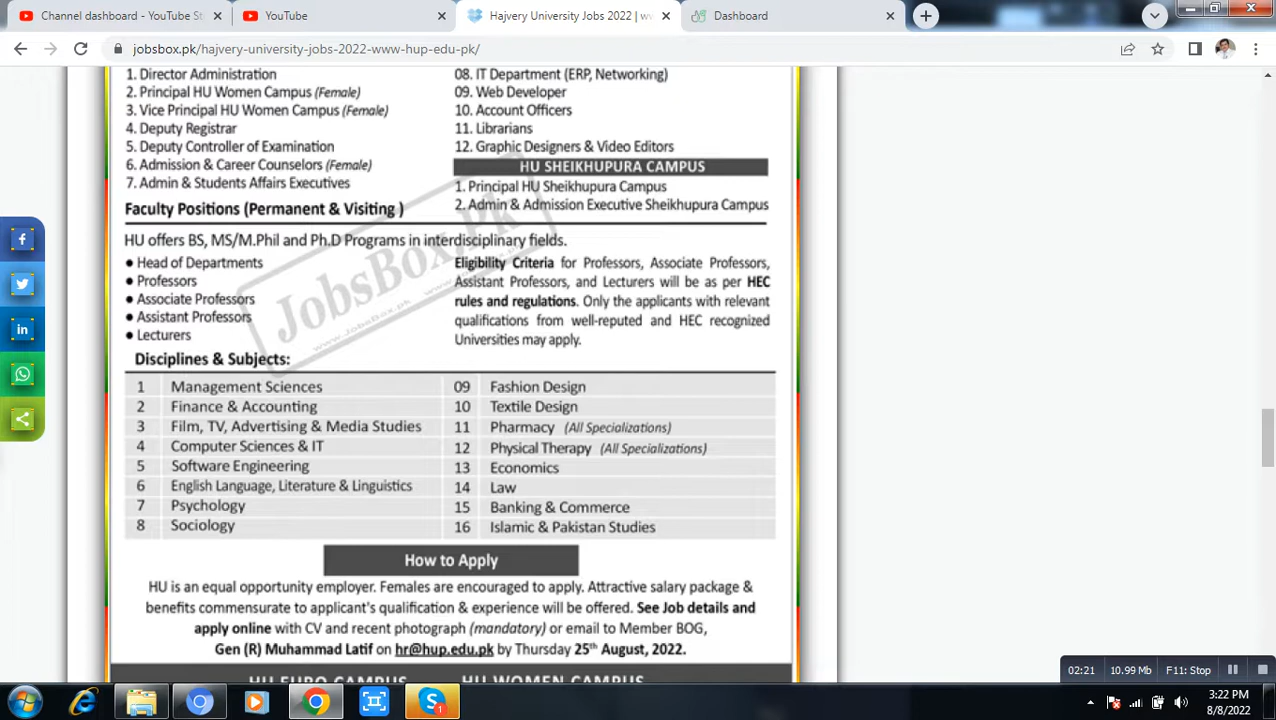 Channel dashboard - YouTube S
YouTube
Hajvery University Jobs 2022 | w
Dashboard
jobsbox.pk/hajvery-university-jobs-2022-www-hup-edu-pk/
1. Director Administration
2. Principal HU Women Campus (Female)
3. Vice Principal HU Women Campus (Female)
4. Deputy Registrar
5. Deputy Controller of Examination
6. Admission & Career Counselors (Female)
7. Admin & Students Affairs Executives
08. IT Department (ERP, Networking)
09. Web Developer
10. Account Officers
11. Librarians
12. Graphic Designers & Video Editors
HU SHEIKHUPURA CAMPUS
1. Principal HU Sheikhupura Campus
2. Admin & Admission Executive Sheikhupura Campus
Faculty Positions (Permanent & Visiting )
HU offers BS, MS/M.Phil and Ph.D Programs in interdisciplinary fields.
• Head of Departments
• Professors
• Associate Professors
• Assistant Professors
• Lecturers
Eligibility Criteria for Professors, Associate Professors,
Assistant Professors, and Lecturers will be as per HEC
rules and regulations. Only the applicants with relevant
qualifications from well-reputed and HEC recognized
Universities may apply.
JobsBox.Pk
www.JobsBox.pk
Disciplines & Subjects:
1 Management Sciences
2 Finance & Accounting
3 Film, TV, Advertising & Media Studies
4 Computer Sciences & IT
5 Software Engineering
6 English Language, Literature & Linguistics
7 Psychology
8 Sociology
09 Fashion Design
10 Textile Design
11 Pharmacy (All Specializations)
12 Physical Therapy (All Specializations)
13 Economics
14 Law
15 Banking & Commerce
16 Islamic & Pakistan Studies
How to Apply
HU is an equal opportunity employer. Females are encouraged to apply. Attractive salary package &
benefits commensurate to applicant's qualification & experience will be offered. See Job details and
apply online with CV and recent photograph (mandatory) or email to Member BOG,
Gen (R) Muhammad Latif on hr@hup.edu.pk by Thursday 25th August, 2022.
HU EURO CAMPUS HU WOMEN CAMPUS
02:21 10.99 Mb F11: Stop
3:22 PM
8/8/2022